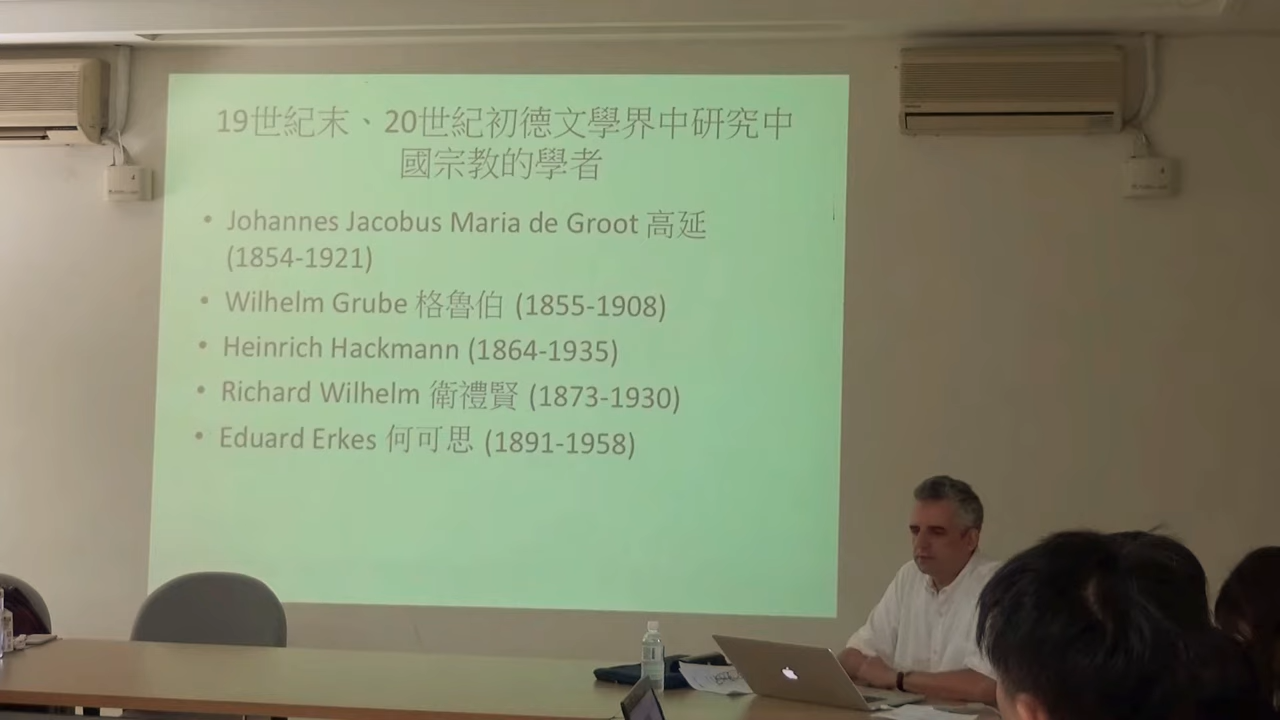 19世紀末、20世紀初德文學界中研究中
國宗教的學者
• Johannes Jacobus Maria de Groot 高延
(1854-1921)
• Wilhelm Grube 格魯伯 (1855-1908)
• Heinrich Hackmann (1864-1935)
• Richard Wilhelm 衛禮賢 (1873-1930)
• Eduard Erkes 何可思 (1891-1958)